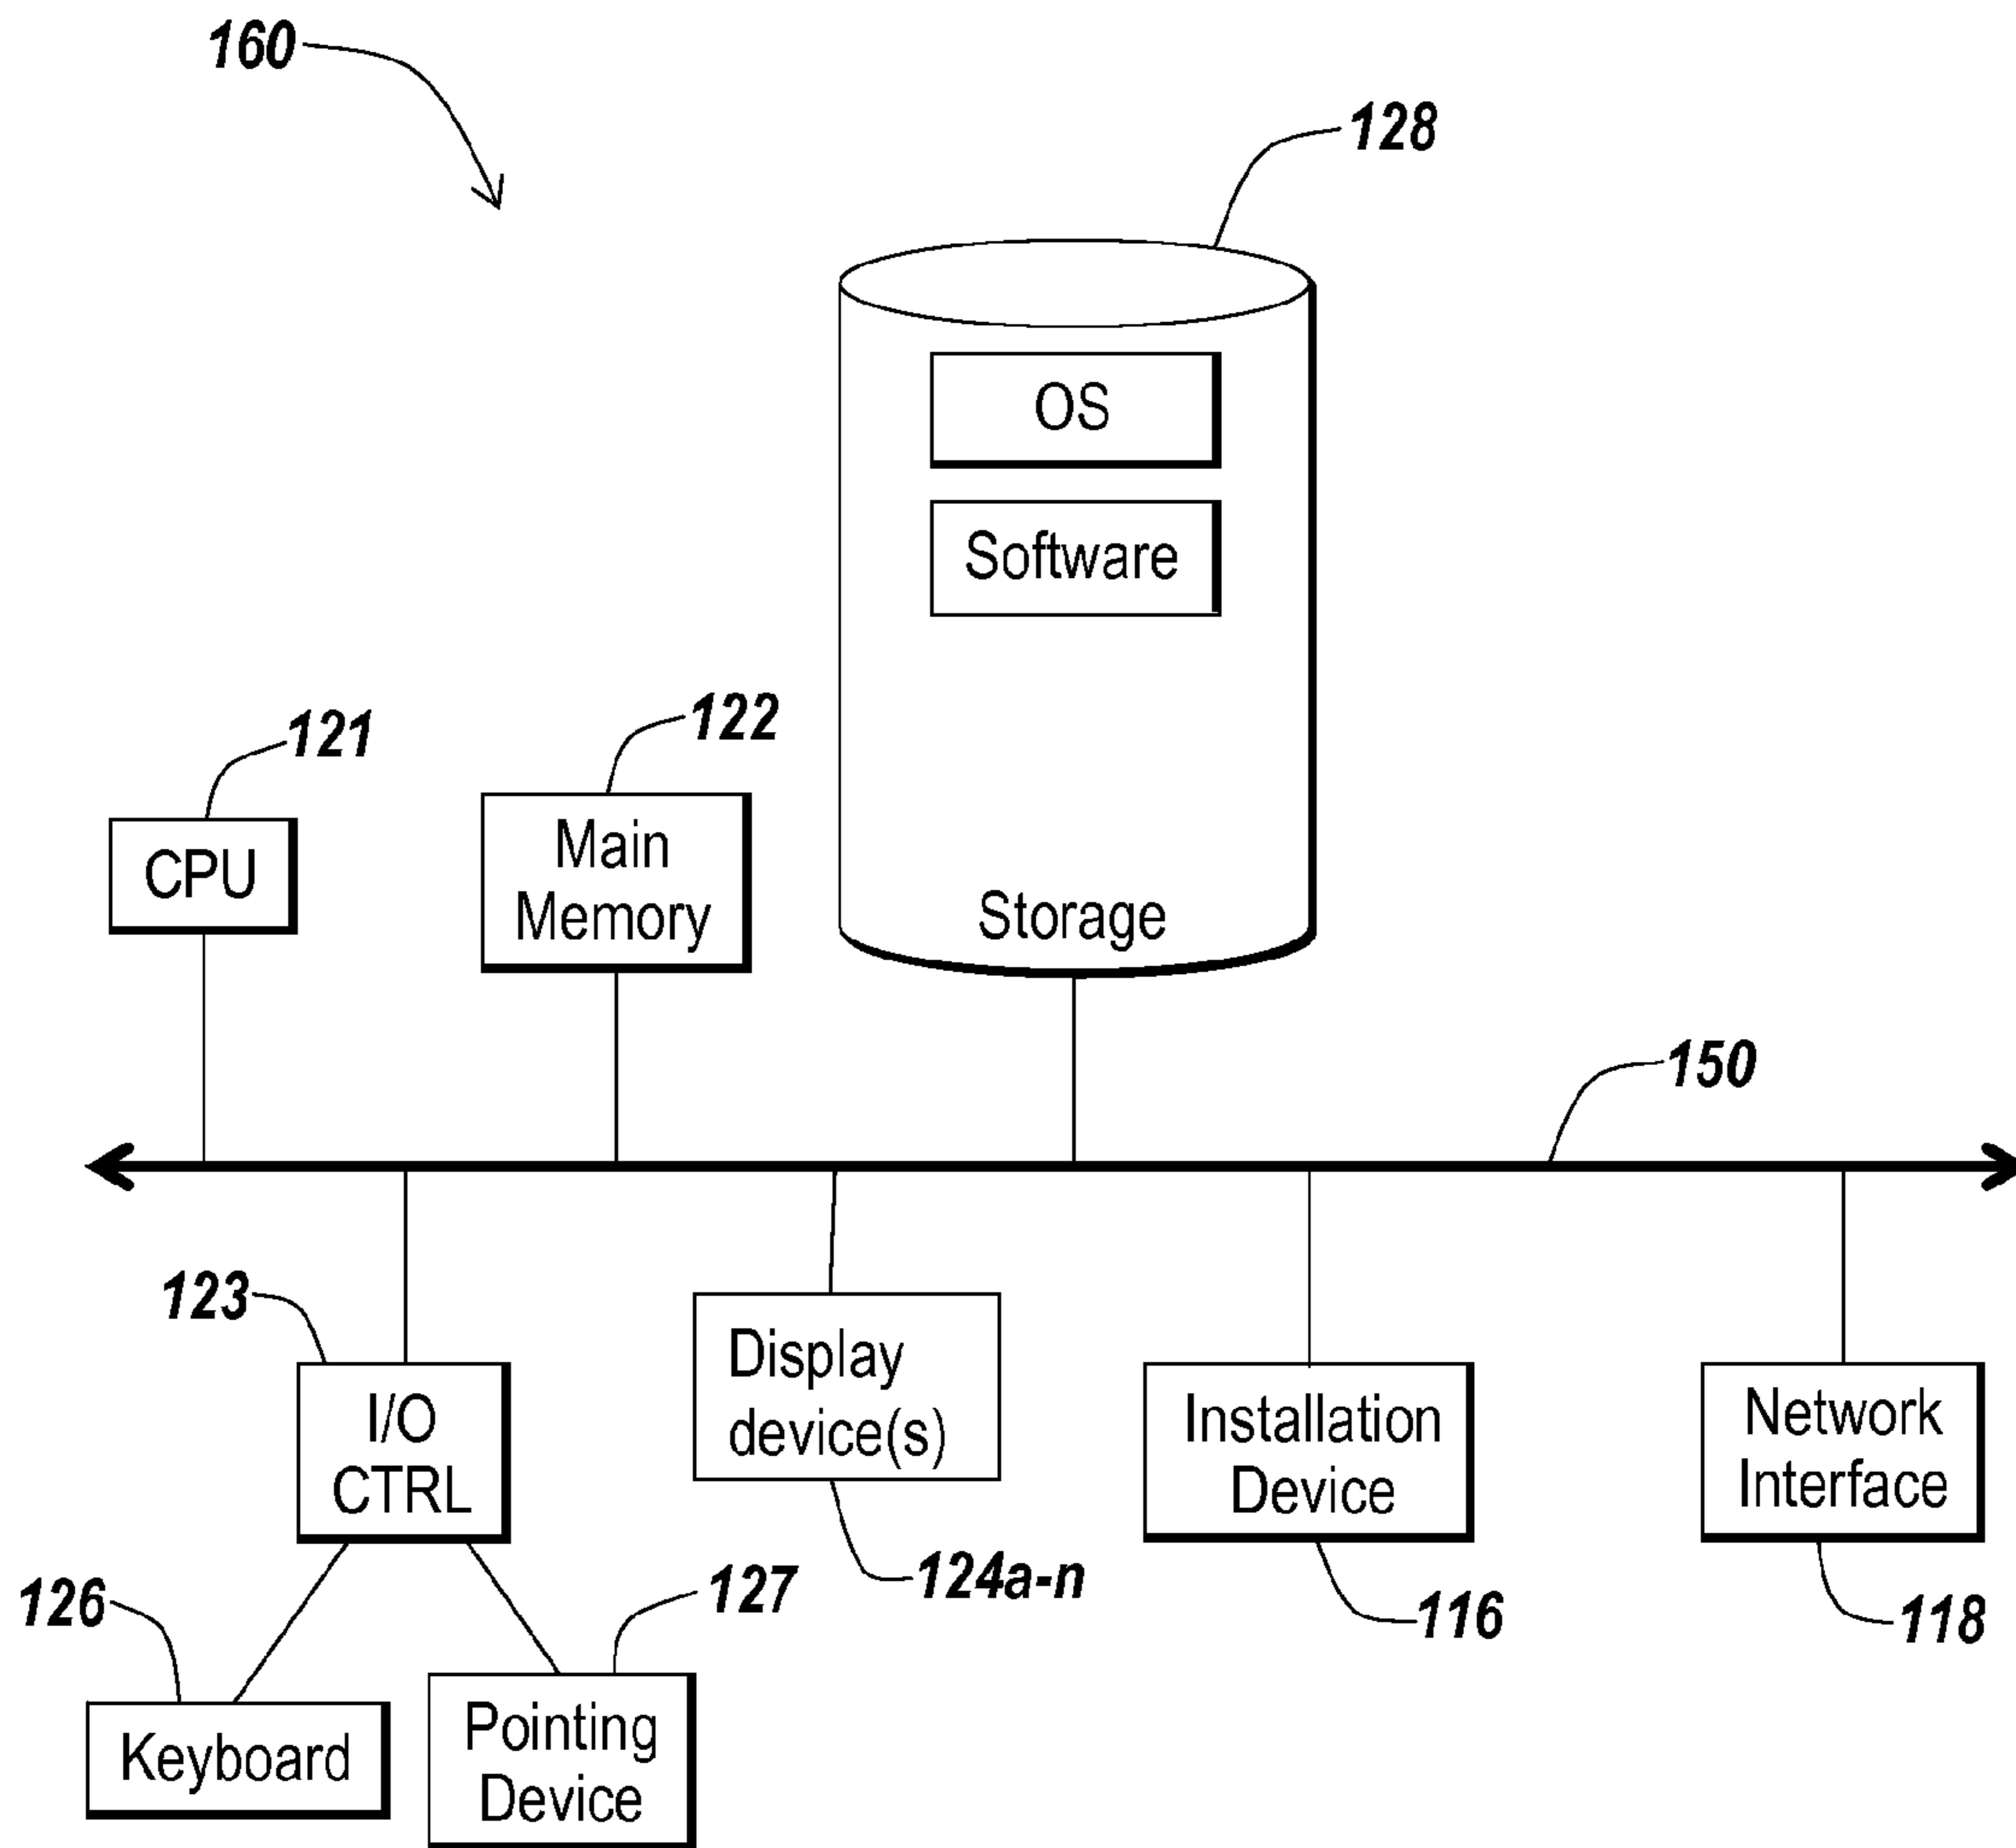 160
128
OS
Software
121
122
CPU
Main
Memory
Storage
150
123
I/O
CTRL
Display
device(s)
Installation
Device
Network
Interface
126
127
124a-n
116
118
Keyboard
Pointing
Device